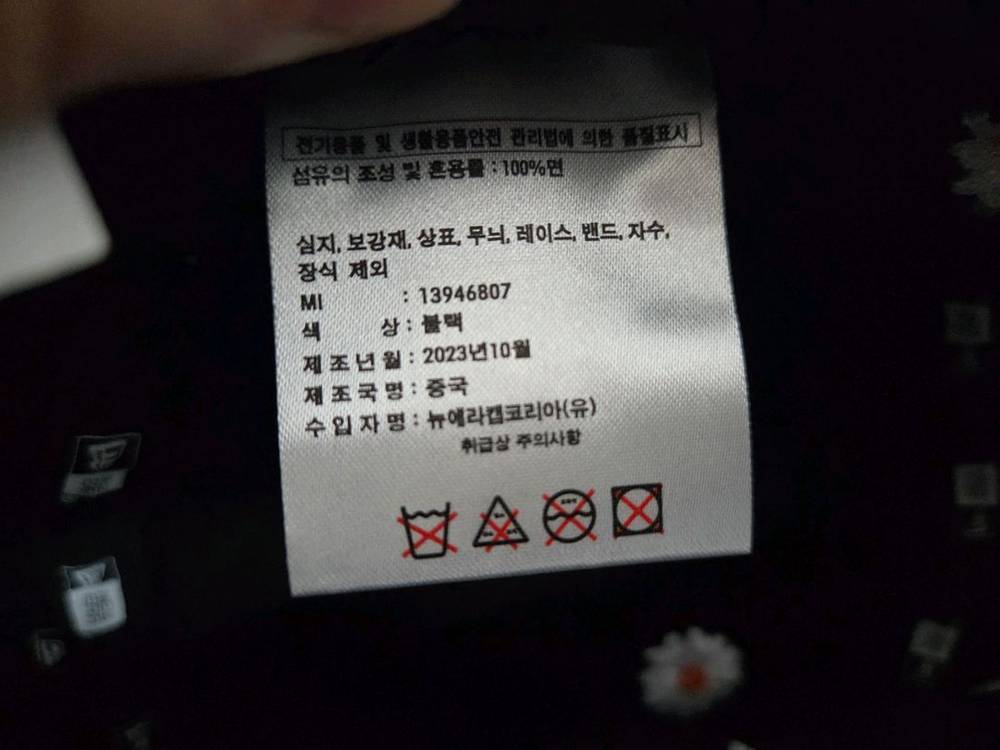 전기용품 및 생활용품안전 관리법에 의한 품질표시
섬유의 조성 및 혼용률 : 100%면
심지, 보강재, 상표, 무늬, 레이스, 밴드, 자수,
장식 제외
MI : 13946807
색 상 : 블랙
제 조 년 월 : 2023년10월
제 조 국 명 : 중국
수 입 자 명 : 뉴에라캡코리아(유)
취급상 주의사항